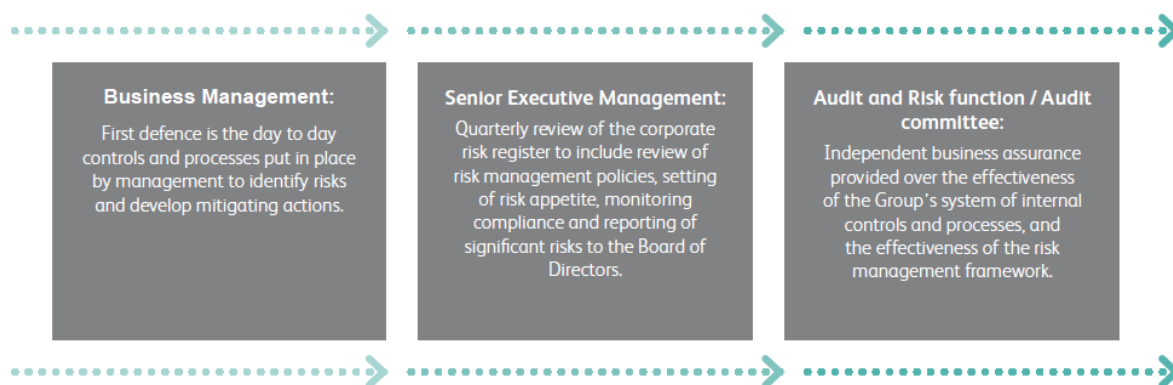 Business Management:
First defence is the day to day
controls and processes put in place
by management to identify risks
and develop mitigating actions.
Senior Executive Management:
Quarterly review of the corporate
risk register to include review of
risk management policies, setting
of risk appetite, monitoring
compliance and reporting of
significant risks to the Board of
Directors.
Audit and Risk function / Audit
committee:
Independent business assurance
provided over the effectiveness
of the Group's system of internal
controls and processes, and
the effectiveness of the risk
management framework.